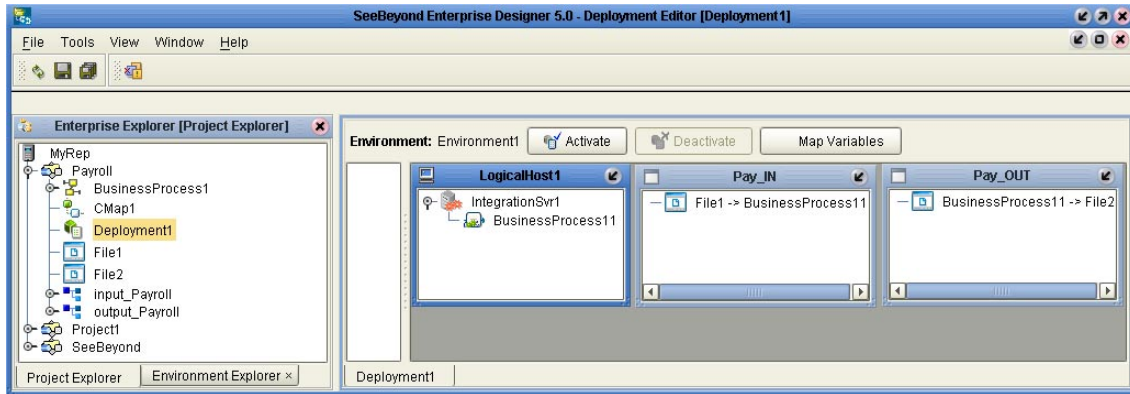 SeeBeyond Enterprise Designer 5.0 - Deployment Editor [Deployment1]
File Tools View Window Help
Enterprise Explorer [Project Explorer]
MyRep
Payroll
BusinessProcess1
CMap1
Deployment1
File1
File2
input_Payroll
output_Payroll
Project1
SeeBeyond
Project Explorer
Environment Explorer ×
Environment: Environment1
Activate
Deactivate
Map Variables
LogicalHost1
IntegrationSvr1
BusinessProcess11
Pay_IN
File1 -> BusinessProcess11
Pay_OUT
BusinessProcess11 -> File2
Deployment1